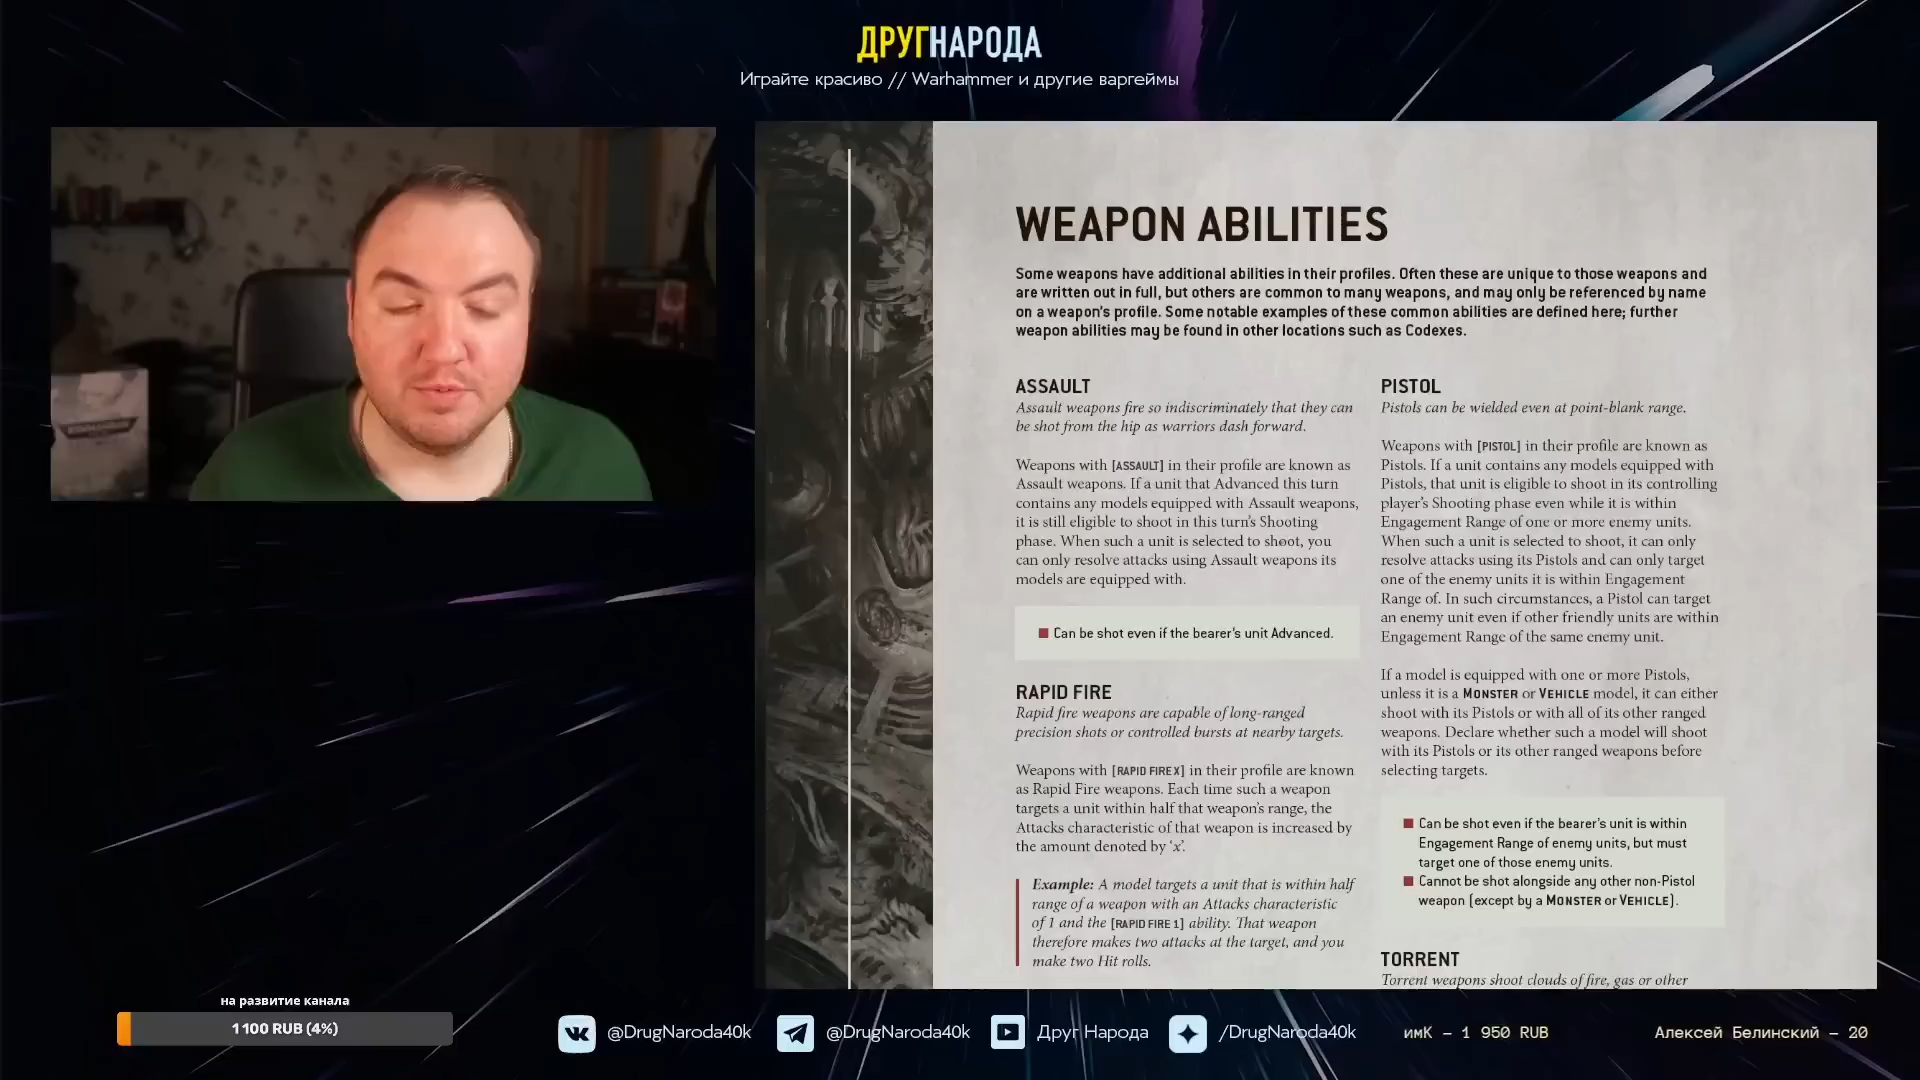 ДРУГНАРОДА
Играйте красиво // Warhammer и другие варгеймы
WEAPON ABILITIES
Some weapons have additional abilities in their profiles. Often these are unique to those weapons and
are written out in full, but others are common to many weapons, and may only be referenced by name
on a weapon's profile. Some notable examples of these common abilities are defined here; further
weapon abilities may be found in other locations such as Codexes.
ASSAULT
Assault weapons fire so indiscriminately that they can
be shot from the hip as warriors dash forward.
Weapons with [ASSAULT] in their profile are known as
Assault weapons. If a unit that Advanced this turn
contains any models equipped with Assault weapons,
it is still eligible to shoot in this turn's Shooting
phase. When such a unit is selected to shoot, you
can only resolve attacks using Assault weapons its
models are equipped with.
Can be shot even if the bearer's unit Advanced.
RAPID FIRE
Rapid fire weapons are capable of long-ranged
precision shots or controlled bursts at nearby targets.
Weapons with [RAPID FIRE X] in their profile are known
as Rapid Fire weapons. Each time such a weapon
targets a unit within half that weapon's range, the
Attacks characteristic of that weapon is increased by
the amount denoted by ‘x’.
Example: A model targets a unit that is within half
range of a weapon with an Attacks characteristic
of 1 and the [RAPID FIRE 1] ability. That weapon
therefore makes two attacks at the target, and you
make two Hit rolls.
PISTOL
Pistols can be wielded even at point-blank range.
Weapons with [PISTOL] in their profile are known as
Pistols. If a unit contains any models equipped with
Pistols, that unit is eligible to shoot in its controlling
player's Shooting phase even while it is within
Engagement Range of one or more enemy units.
When such a unit is selected to shoot, it can only
resolve attacks using its Pistols and can only target
one of the enemy units it is within Engagement
Range of. In such circumstances, a Pistol can target
an enemy unit even if other friendly units are within
Engagement Range of the same enemy unit.
If a model is equipped with one or more Pistols,
unless it is a MONSTER or VEHICLE model, it can either
shoot with its Pistols or with all of its other ranged
weapons. Declare whether such a model will shoot
with its Pistols or its other ranged weapons before
selecting targets.
Can be shot even if the bearer's unit is within
Engagement Range of enemy units, but must
target one of those enemy units.
Cannot be shot alongside any other non-Pistol
weapon (except by a MONSTER or VEHICLE).
TORRENT
Torrent weapons shoot clouds of fire, gas or other
на развитие канала
1 100 RUB (4%)
@DrugNaroda40k
@DrugNaroda40k
Друг Народа
/DrugNaroda40k
имК - 1 950 RUB
Алексей Белинский - 20